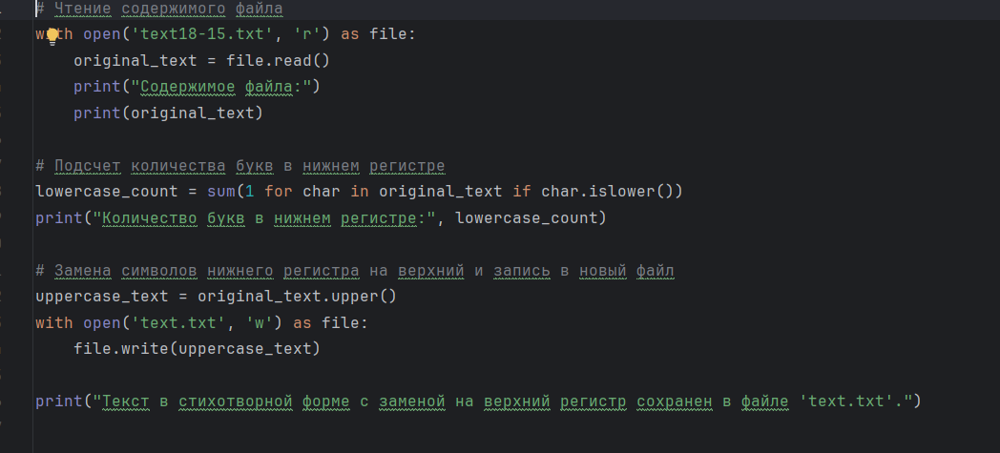 # Чтение содержимого файла
with open('text18-15.txt', 'r') as file:
    original_text = file.read()
    print("Содержимое файла:")
    print(original_text)

# Подсчет количества букв в нижнем регистре
lowercase_count = sum(1 for char in original_text if char.islower())
print("Количество букв в нижнем регистре:", lowercase_count)

# Замена символов нижнего регистра на верхний и запись в новый файл
uppercase_text = original_text.upper()
with open('text.txt', 'w') as file:
    file.write(uppercase_text)

print("Текст в стихотворной форме с заменой на верхний регистр сохранен в файле 'text.txt'.")